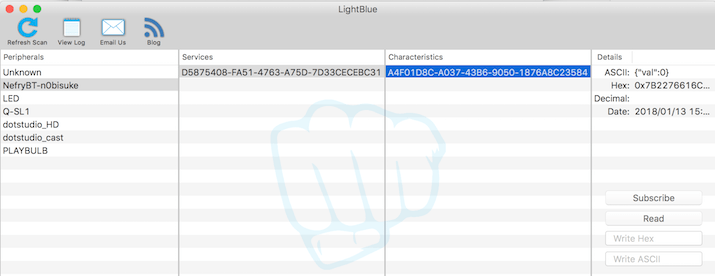 LightBlue
Refresh Scan View Log Email Us Blog
Peripherals Services Characteristics Details
Unknown D5875408-FA51-4763-A75D-7D33CECEBC31 A4F01D8C-A037-43B6-9050-1876A8C23584 ASCII: {"val":0}
NefryBT-n0bisuke Hex: 0x7B2276616C...
LED Decimal:
Q-SL1 Date: 2018/01/13 15:...
dotstudio_HD
dotstudio_cast
PLAYBULB
Subscribe
Read
Write Hex
Write ASCII